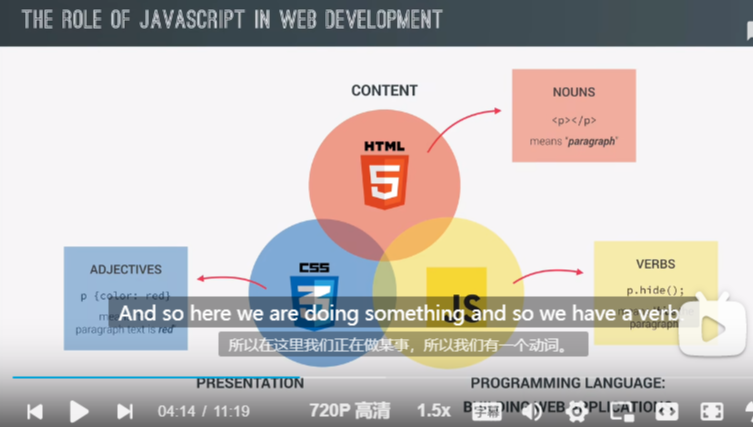 THE ROLE OF JAVASCRIPT IN WEB DEVELOPMENT
CONTENT
NOUNS
<p></p>
means "paragraph"
HTML
5
ADJECTIVES
p {color: red}
paragraph text is red"
CSS
3
JS
VERBS
p.hide();
paragraph
And so here we are doing something and so we have a verb.
所以在这里我们正在做某事，所以我们有一个动词。
PRESENTATION
PROGRAMMING LANGUAGE:
BUILDING WEB APPLICATIONS
04:14 / 11:19
720P 高清
1.5x
字幕